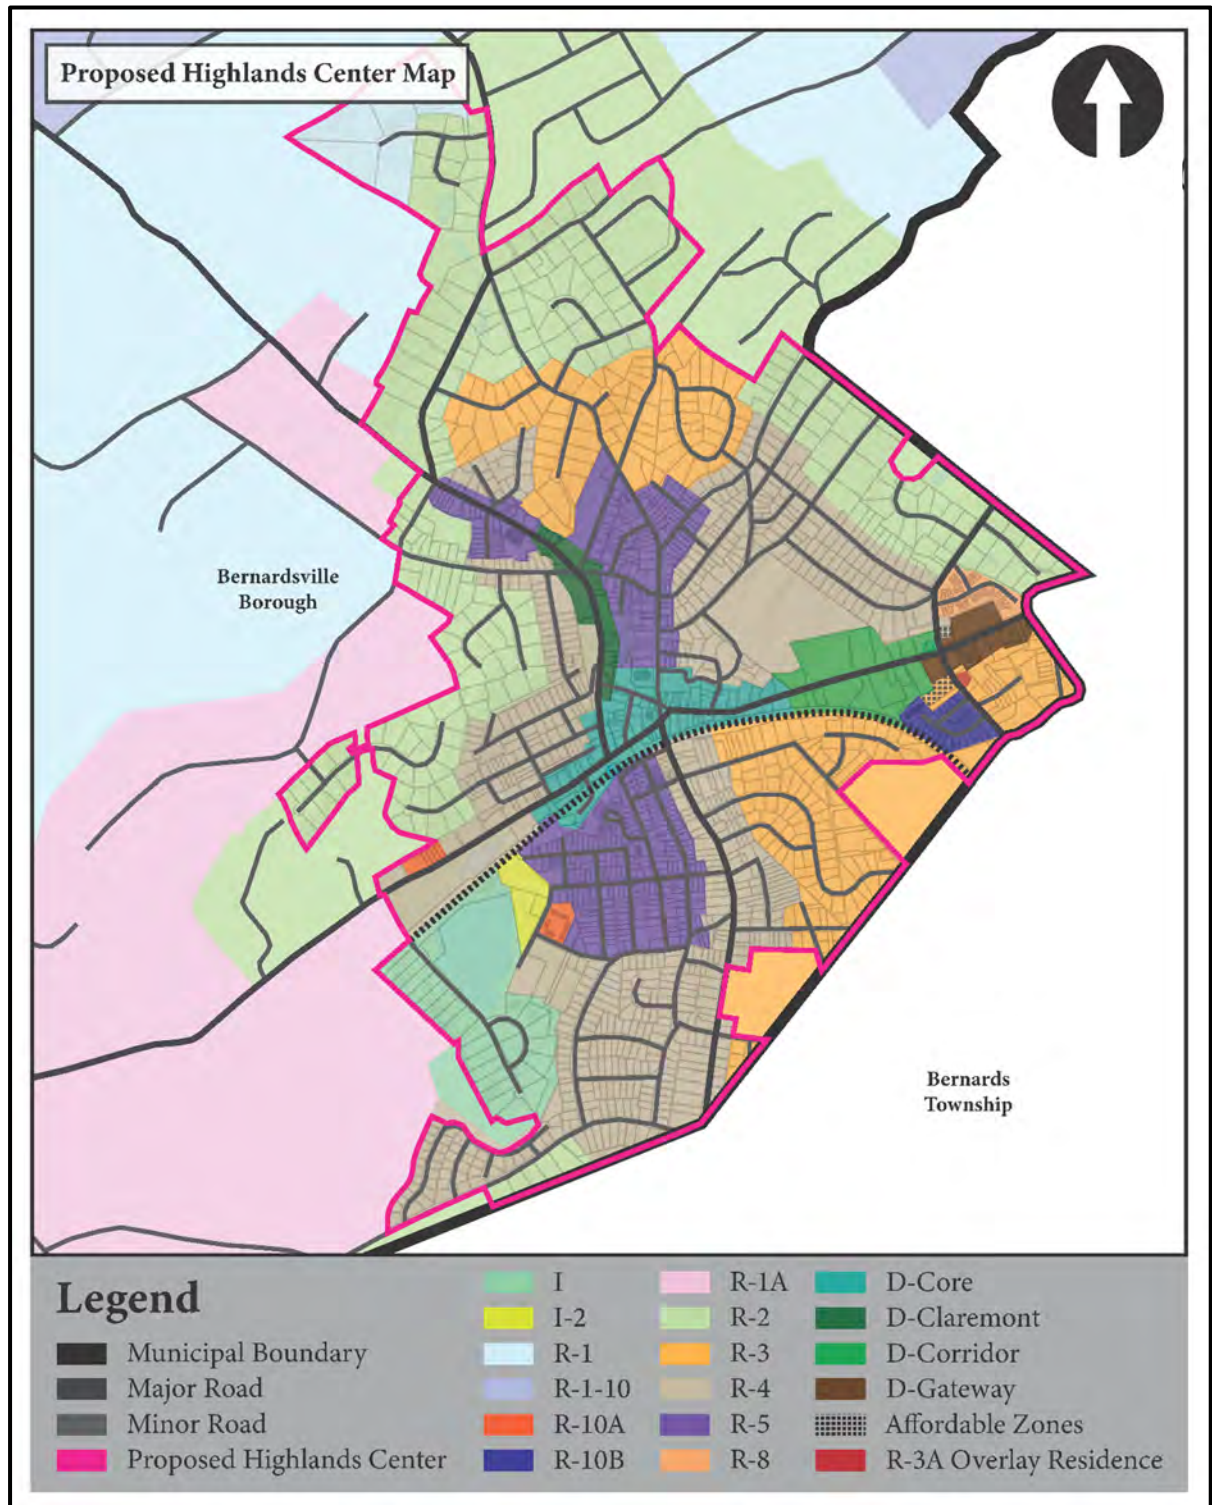 Proposed Highlands Center Map
Bernardsville
Borough
Bernards
Township
Legend
Municipal Boundary
Major Road
Minor Road
Proposed Highlands Center
I
I-2
R-1
R-1-10
R-10A
R-10B
R-1A
R-2
R-3
R-4
R-5
R-8
D-Core
D-Claremont
D-Corridor
D-Gateway
Affordable Zones
R-3A Overlay Residence